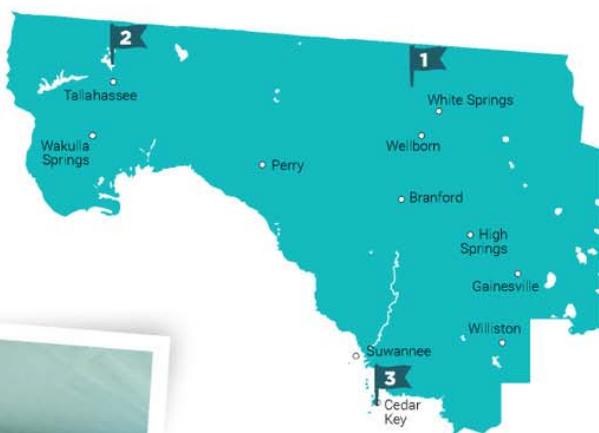 2
1
Tallahassee
White Springs
Wakulla
Springs
Wellborn
Perry
Branford
High
Springs
Gainesville
Williston
Suwannee
3
Cedar
Key